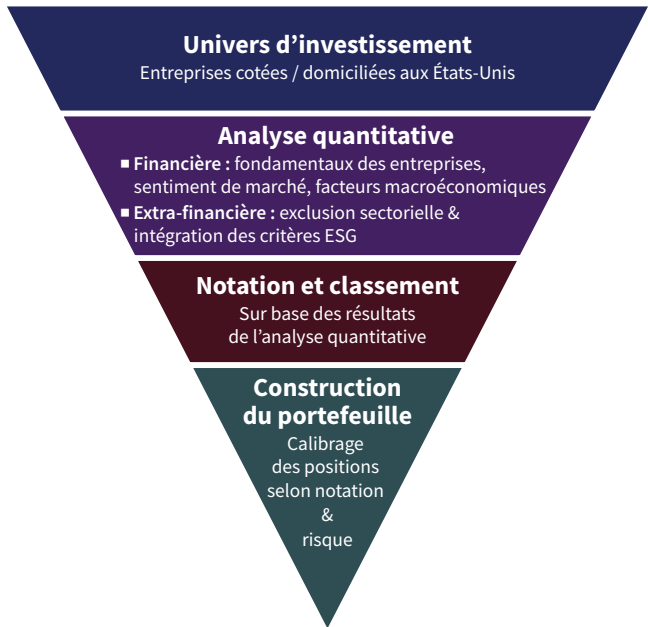 Univers d’investissement
Entreprises cotées / domiciliées aux États-Unis
Analyse quantitative
■ Financière : fondamentaux des entreprises,
sentiment de marché, facteurs macroéconomiques
■ Extra-financière : exclusion sectorielle &
intégration des critères ESG
Notation et classement
Sur base des résultats
de l’analyse quantitative
Construction
du portefeuille
Calibrage
des positions
selon notation
&
risque